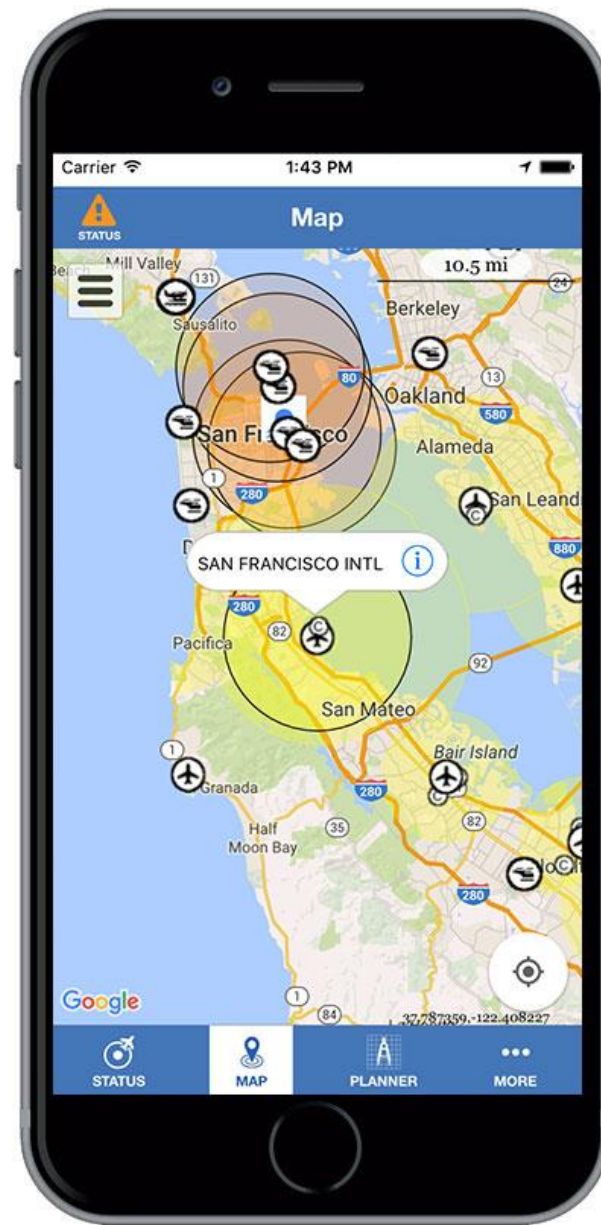 Carrier 1:43 PM
STATUS Map
10.5 mi
Mill Valley
131
24
Sausalito
Berkeley
80
13
Oakland
580
San Francisco
Alameda
1
280
San Leand
880
SAN FRANCISCO INTL i
280
82
C
Pacifica
92
San Mateo
Bair Island
1
Granada
280
C
82
Half
Moon Bay
35
C
280
Google
1
84
37.787359,-122.408227
STATUS MAP PLANNER MORE